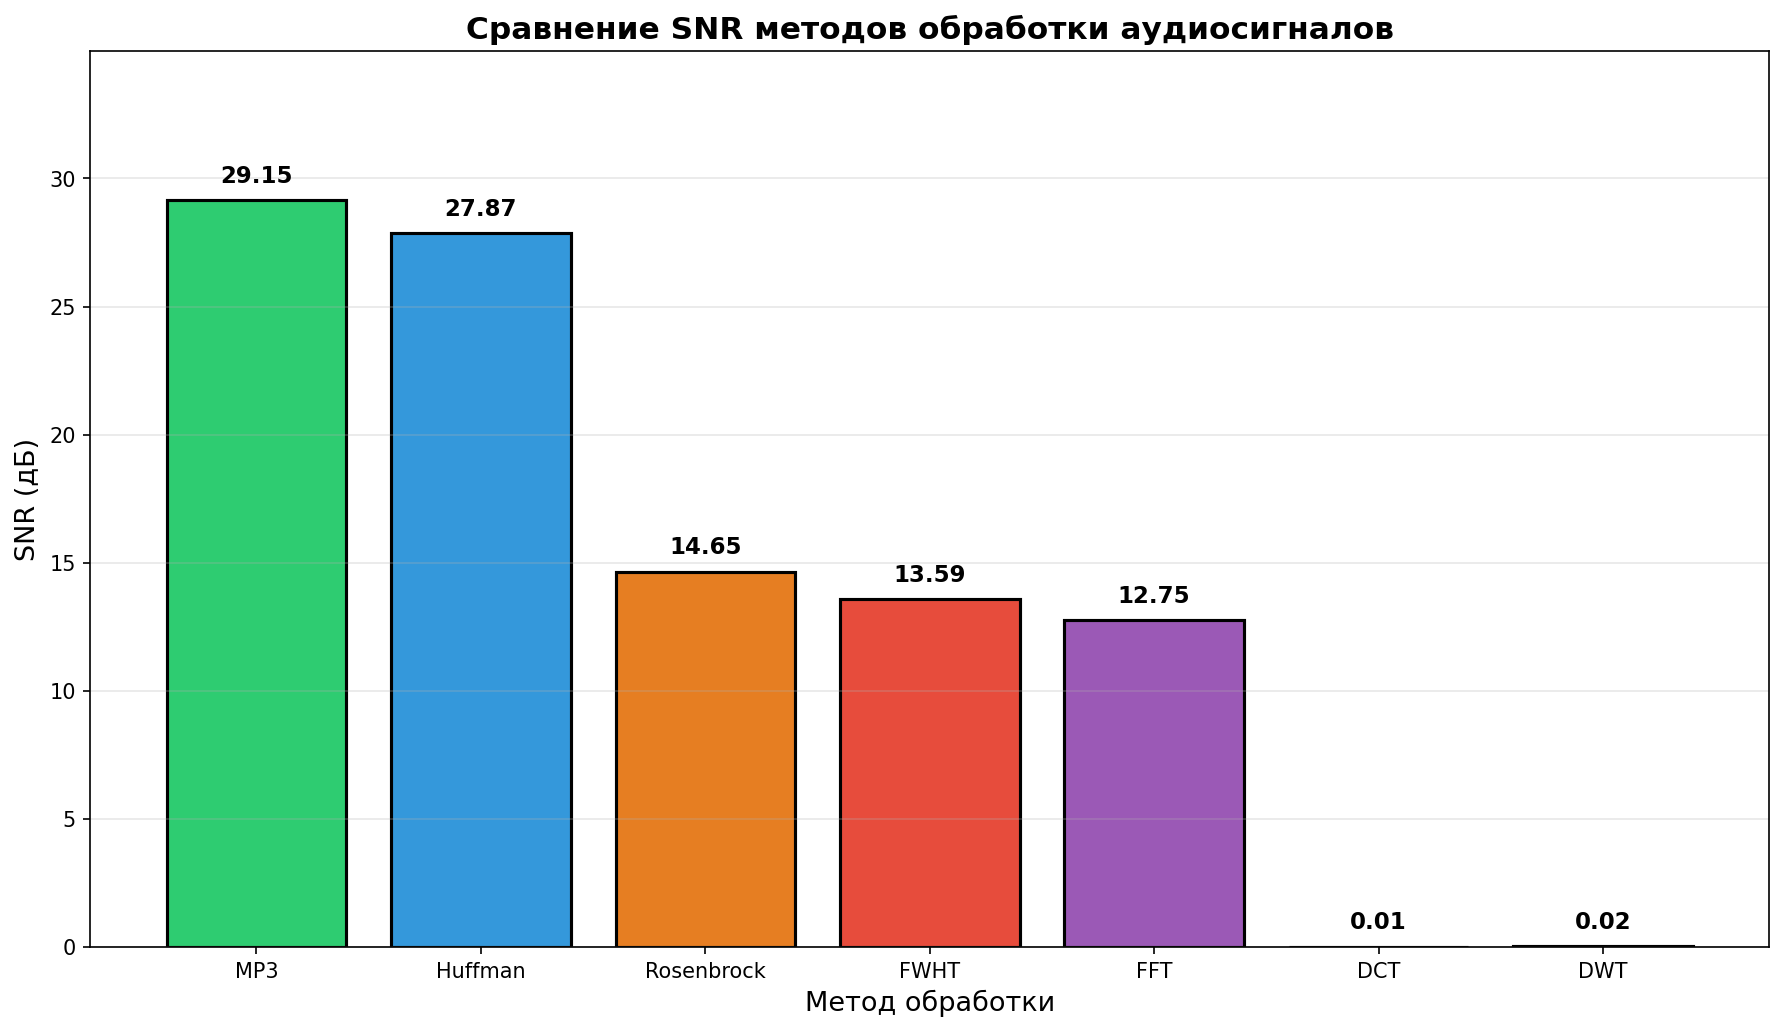 Сравнение SNR методов обработки аудиосигналов
SNR (дБ)
30
25
20
15
10
5
0
29.15
27.87
14.65
13.59
12.75
0.01
0.02
MP3
Huffman
Rosenbrock
FWHT
FFT
DCT
DWT
Метод обработки